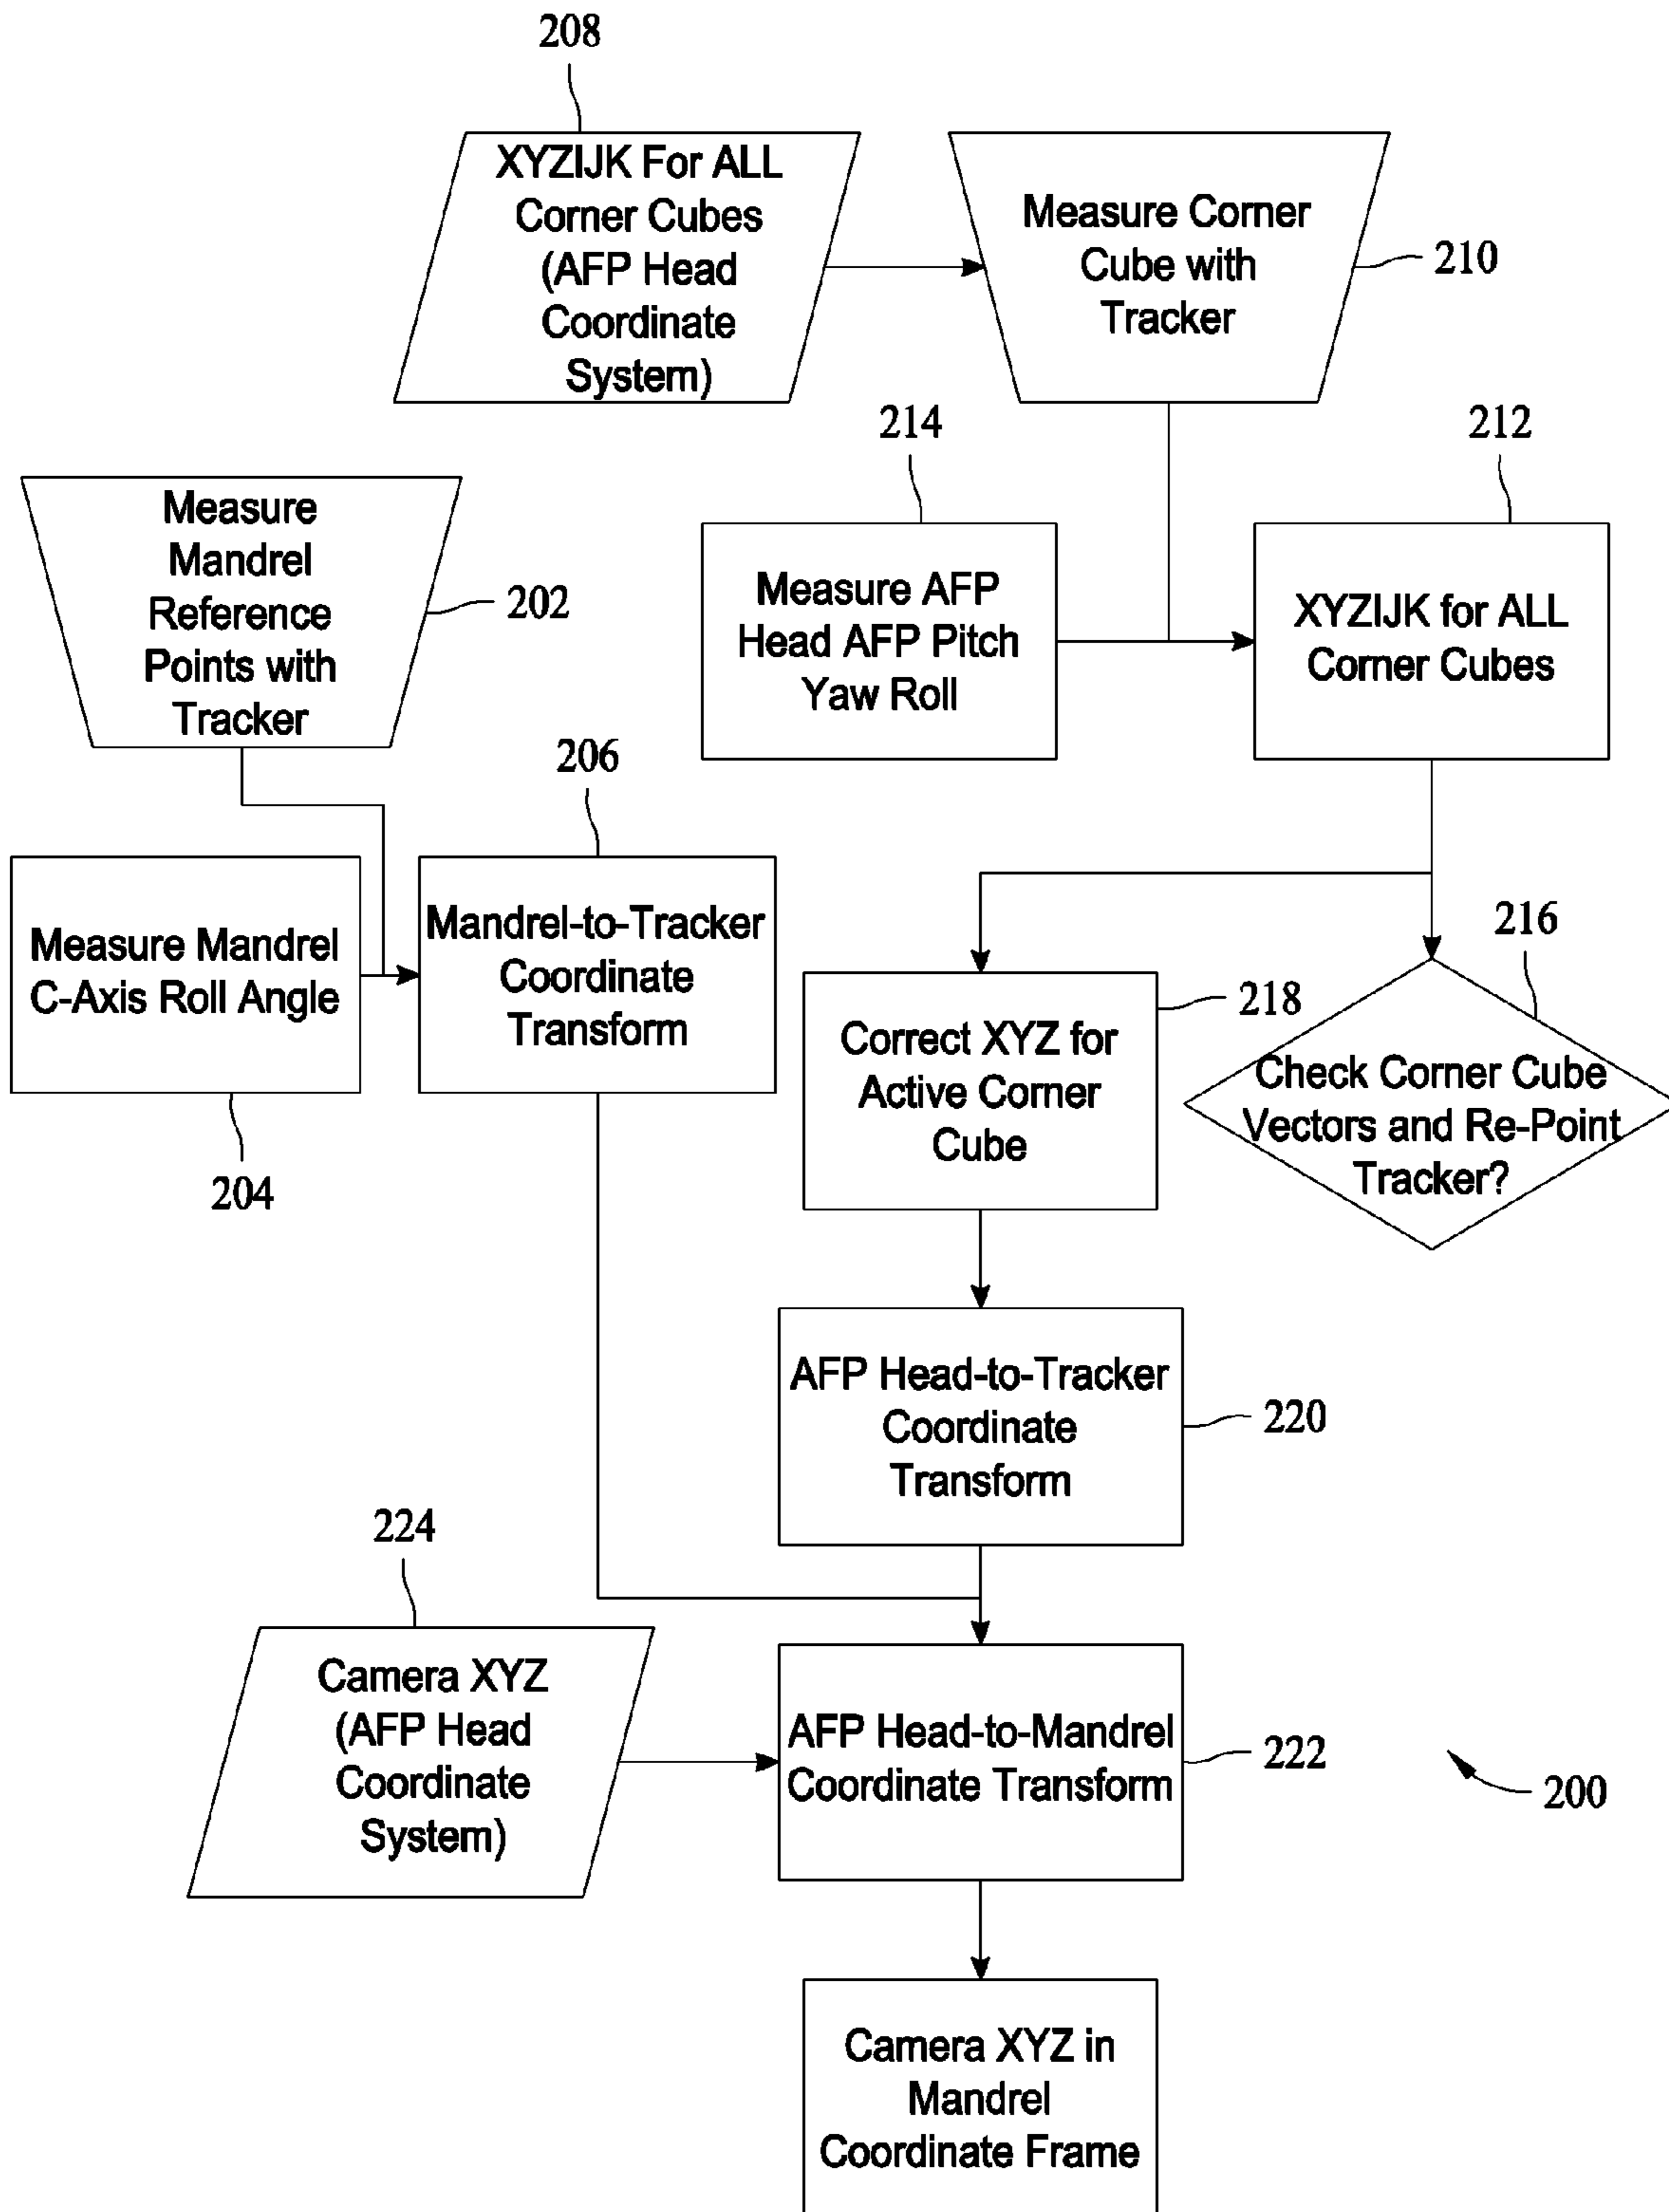 208
XYZIJK For ALL
Corner Cubes
(AFP Head
Coordinate
System)
Measure Corner
Cube with
Tracker
210
214
212
Measure
Mandrel
Reference
Points with
Tracker
202
Measure AFP
Head AFP Pitch
Yaw Roll
XYZIJK for ALL
Corner Cubes
206
Measure Mandrel
C-Axis Roll Angle
204
Mandrel-to-Tracker
Coordinate
Transform
216
218
Correct XYZ for
Active Corner
Cube
Check Corner Cube
Vectors and Re-Point
Tracker?
AFP Head-to-Tracker
Coordinate
Transform
220
224
Camera XYZ
(AFP Head
Coordinate
System)
AFP Head-to-Mandrel
Coordinate Transform
222
200
Camera XYZ in
Mandrel
Coordinate Frame